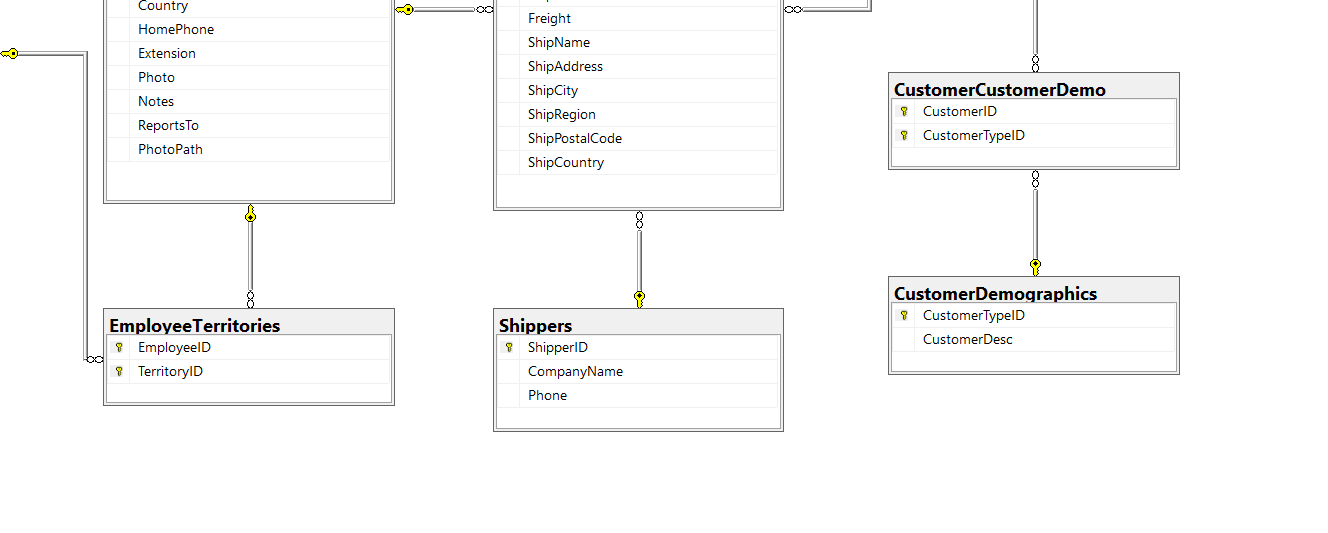 Country
HomePhone
Extension
Photo
Notes
ReportsTo
PhotoPath
Freight
ShipName
ShipAddress
ShipCity
ShipRegion
ShipPostalCode
ShipCountry
CustomerCustomerDemo
CustomerID
CustomerTypeID
EmployeeTerritories
EmployeeID
TerritoryID
Shippers
ShipperID
CompanyName
Phone
CustomerDemographics
CustomerTypeID
CustomerDesc